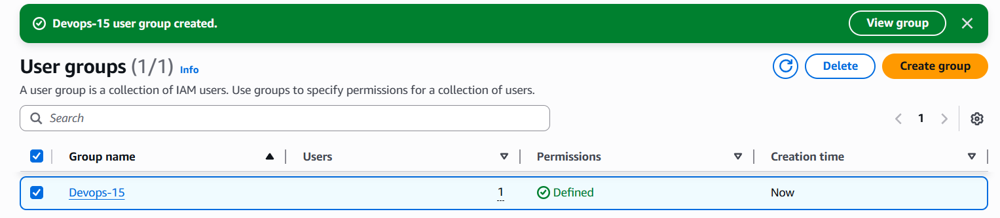 Devops-15 user group created.
View group
User groups (1/1) Info
Delete
Create group
A user group is a collection of IAM users. Use groups to specify permissions for a collection of users.
Search
1
Group name
Users
Permissions
Creation time
Devops-15
1
Defined
Now